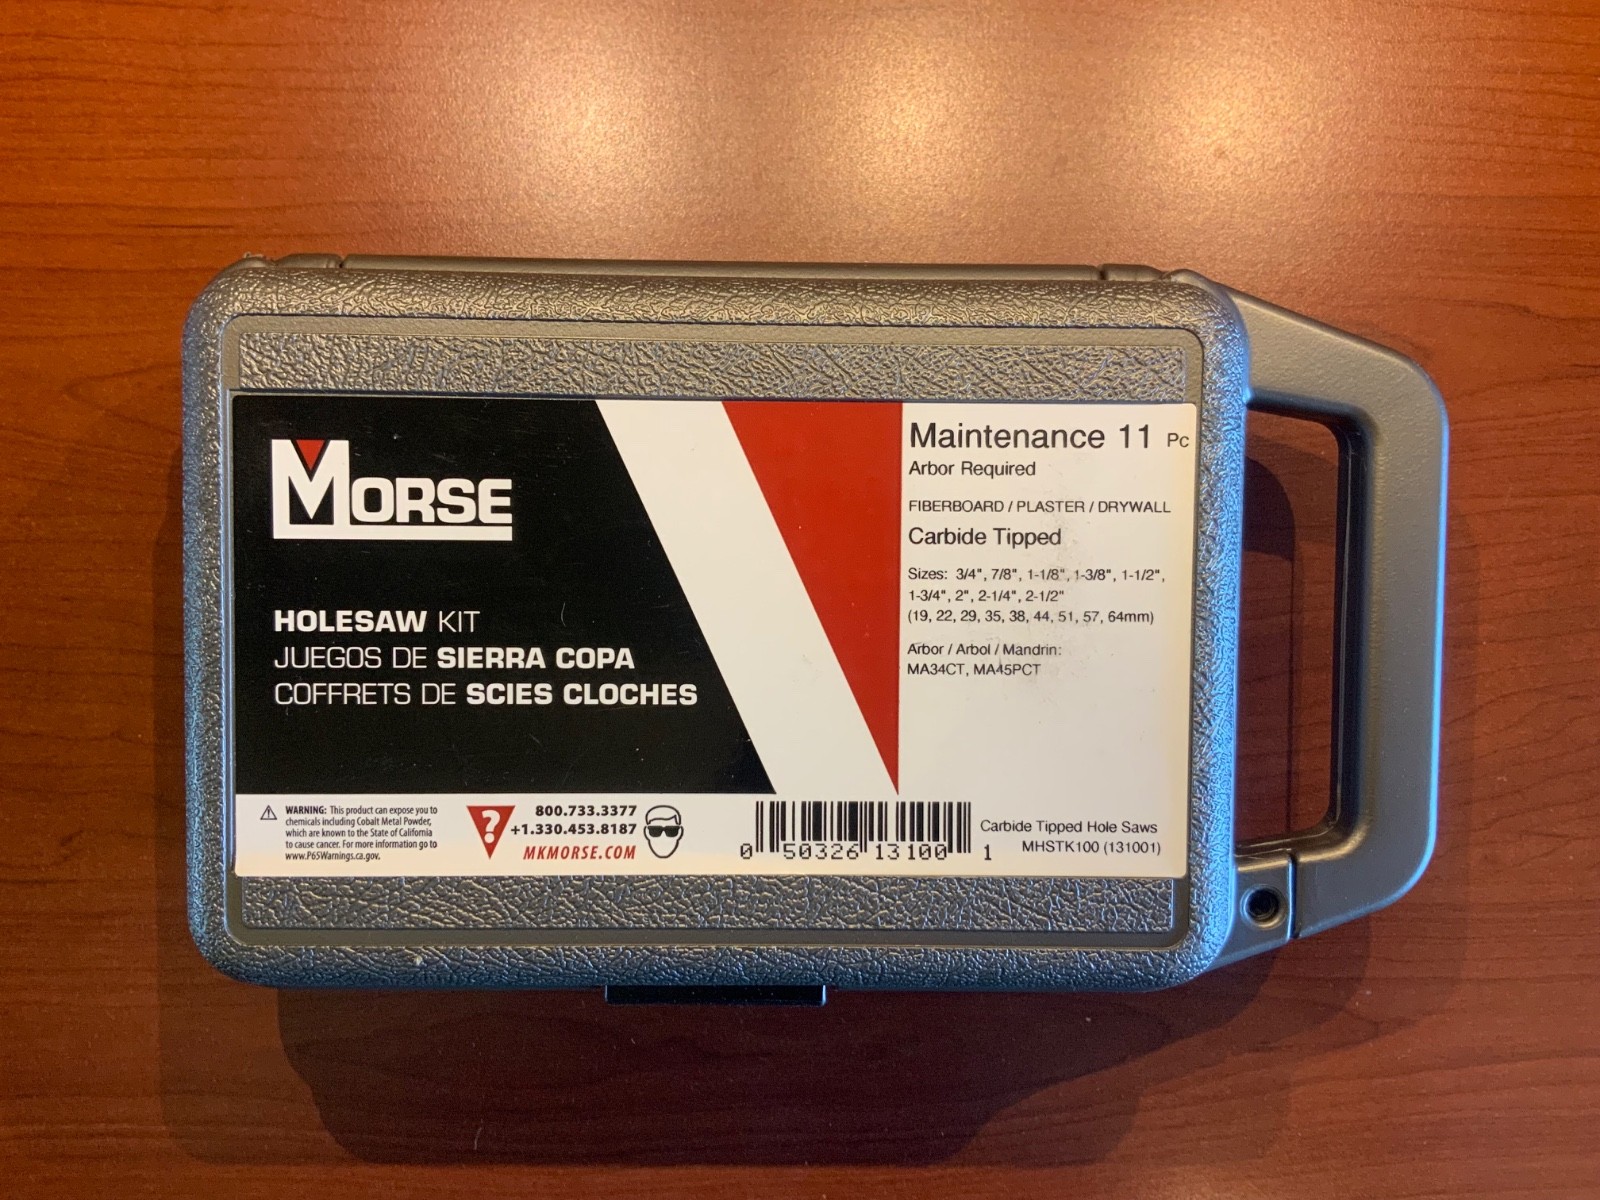 MORSE
HOLESAW KIT
JUEGOS DE SIERRA COPA
COFFRETS DE SCIES CLOCHES
Maintenance 11 Pc
Arbor Required
FIBERBOARD / PLASTER / DRYWALL
Carbide Tipped
Sizes: 3/4", 7/8", 1-1/8", 1-3/8", 1-1/2",
1-3/4", 2", 2-1/4", 2-1/2"
(19, 22, 29, 35, 38, 44, 51, 57, 64mm)
Arbor / Arbol / Mandrin:
MA34CT, MA45PCT
WARNING: This product can expose you to
chemicals including Cobalt Metal Powder,
which are known to the State of California
to cause cancer. For more information go to
www.P65Warnings.ca.gov.
?
800.733.3377
+1.330.453.8187
MKMORSE.COM
0 50326 13100 1
Carbide Tipped Hole Saws
MHSTK100 (131001)